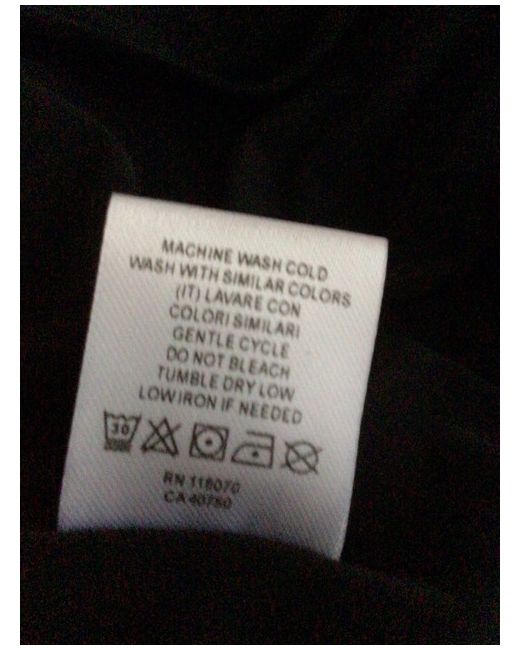 MACHINE WASH COLD
WASH WITH SIMILAR COLORS
(IT) LAVARE CON
COLORI SIMILARI
GENTLE CYCLE
DO NOT BLEACH
TUMBLE DRY LOW
LOW IRON IF NEEDED
30
RN 118070
CA 40780